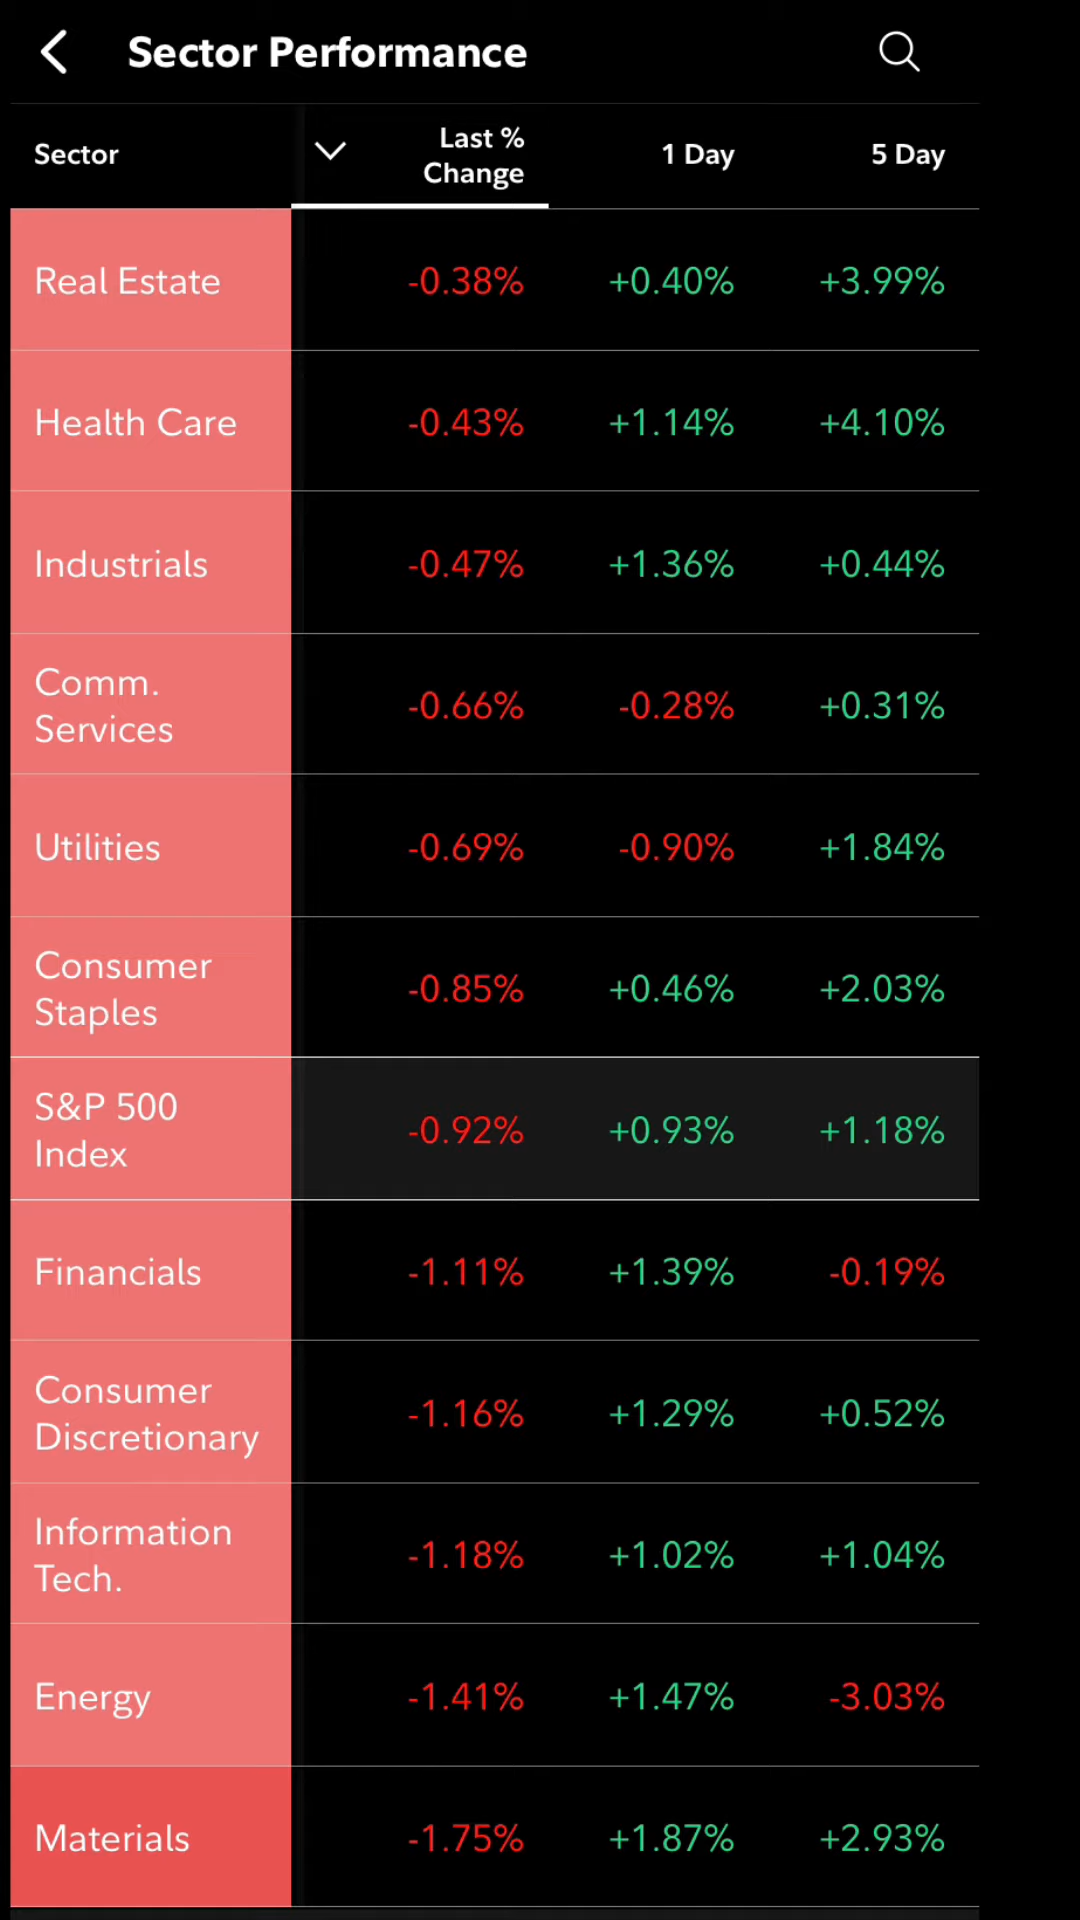 Sector Performance
Sector
Last %
Change
1 Day
5 Day
Real Estate -0.38% +0.40% +3.99%
Health Care -0.43% +1.14% +4.10%
Industrials -0.47% +1.36% +0.44%
Comm.
Services
-0.66% -0.28% +0.31%
Utilities -0.69% -0.90% +1.84%
Consumer
Staples
-0.85% +0.46% +2.03%
S&P 500
Index
-0.92% +0.93% +1.18%
Financials -1.11% +1.39% -0.19%
Consumer
Discretionary
-1.16% +1.29% +0.52%
Information
Tech.
-1.18% +1.02% +1.04%
Energy -1.41% +1.47% -3.03%
Materials -1.75% +1.87% +2.93%